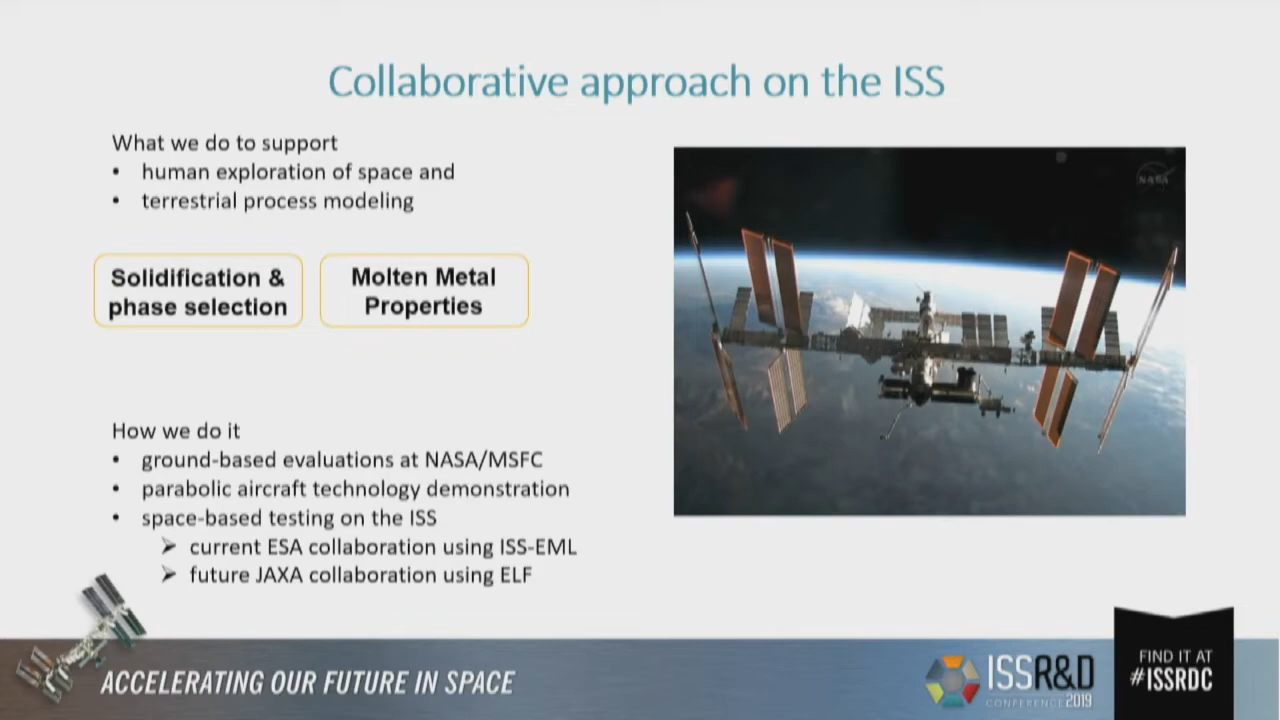 Collaborative approach on the ISS
What we do to support
• human exploration of space and
• terrestrial process modeling
Solidification &
phase selection
Molten Metal
Properties
How we do it
• ground-based evaluations at NASA/MSFC
• parabolic aircraft technology demonstration
• space-based testing on the ISS
➢ current ESA collaboration using ISS-EML
➢ future JAXA collaboration using ELF
NASA
ACCELERATING OUR FUTURE IN SPACE
ISSR&D
CONFERENCE 2019
FIND IT AT
#ISSRDC